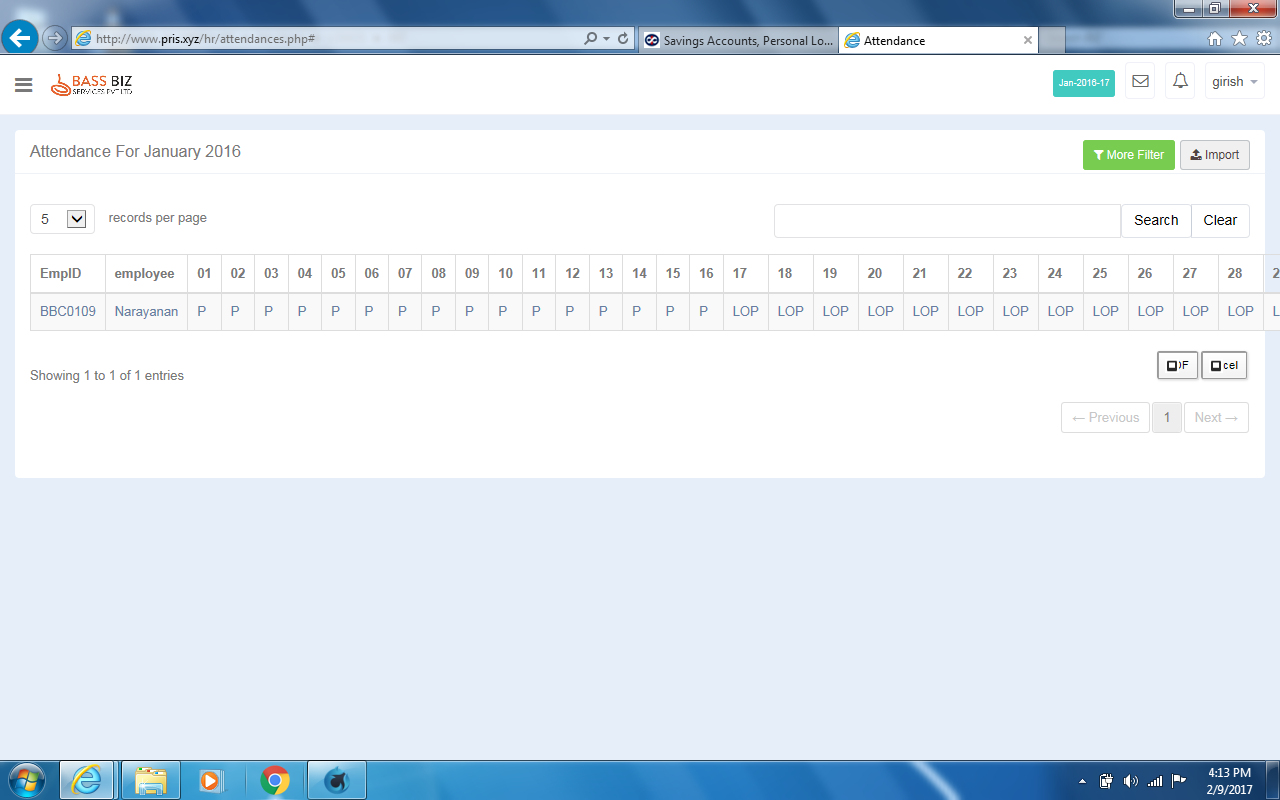 http://www.pris.xyz/hr/attendances.php#
Savings Accounts, Personal Lo...
Attendance
BASS BIZ
SERVICES PVT LTD
Jan-2016-17
girish
Attendance For January 2016
More Filter
Import
5 records per page
Search
Clear
EmpID employee 01 02 03 04 05 06 07 08 09 10 11 12 13 14 15 16 17 18 19 20 21 22 23 24 25 26 27 28 2
BBC0109 Narayanan P P P P P P P P P P P P P P P P LOP LOP LOP LOP LOP LOP LOP LOP LOP LOP LOP LOP L
)F
cel
Showing 1 to 1 of 1 entries
← Previous 1 Next →
4:13 PM
2/9/2017